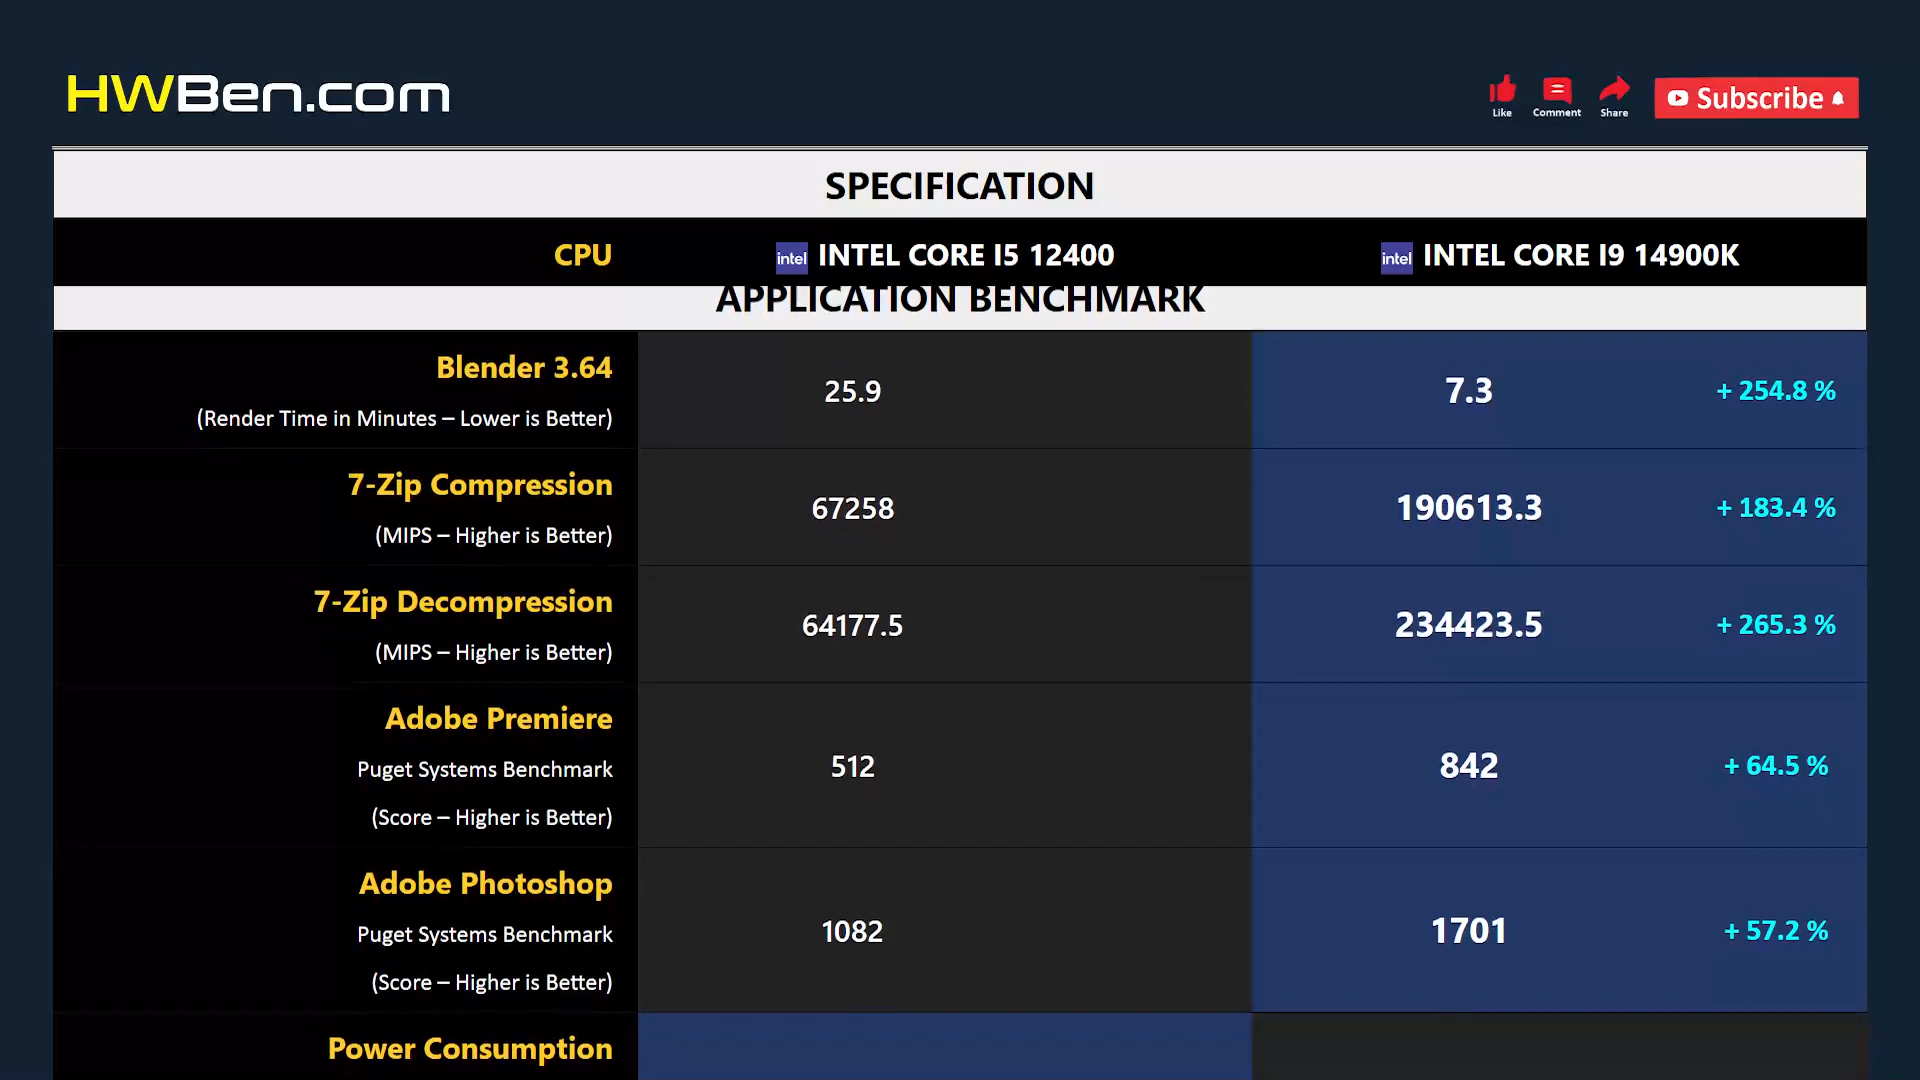 HWBen.com
Like
Comment
Share
Subscribe
SPECIFICATION
CPU
intel INTEL CORE I5 12400
intel INTEL CORE I9 14900K
APPLICATION BENCHMARK
Blender 3.64
(Render Time in Minutes – Lower is Better)
25.9
7.3
+ 254.8 %
7-Zip Compression
(MIPS – Higher is Better)
67258
190613.3
+ 183.4 %
7-Zip Decompression
(MIPS – Higher is Better)
64177.5
234423.5
+ 265.3 %
Adobe Premiere
Puget Systems Benchmark
(Score – Higher is Better)
512
842
+ 64.5 %
Adobe Photoshop
Puget Systems Benchmark
(Score – Higher is Better)
1082
1701
+ 57.2 %
Power Consumption